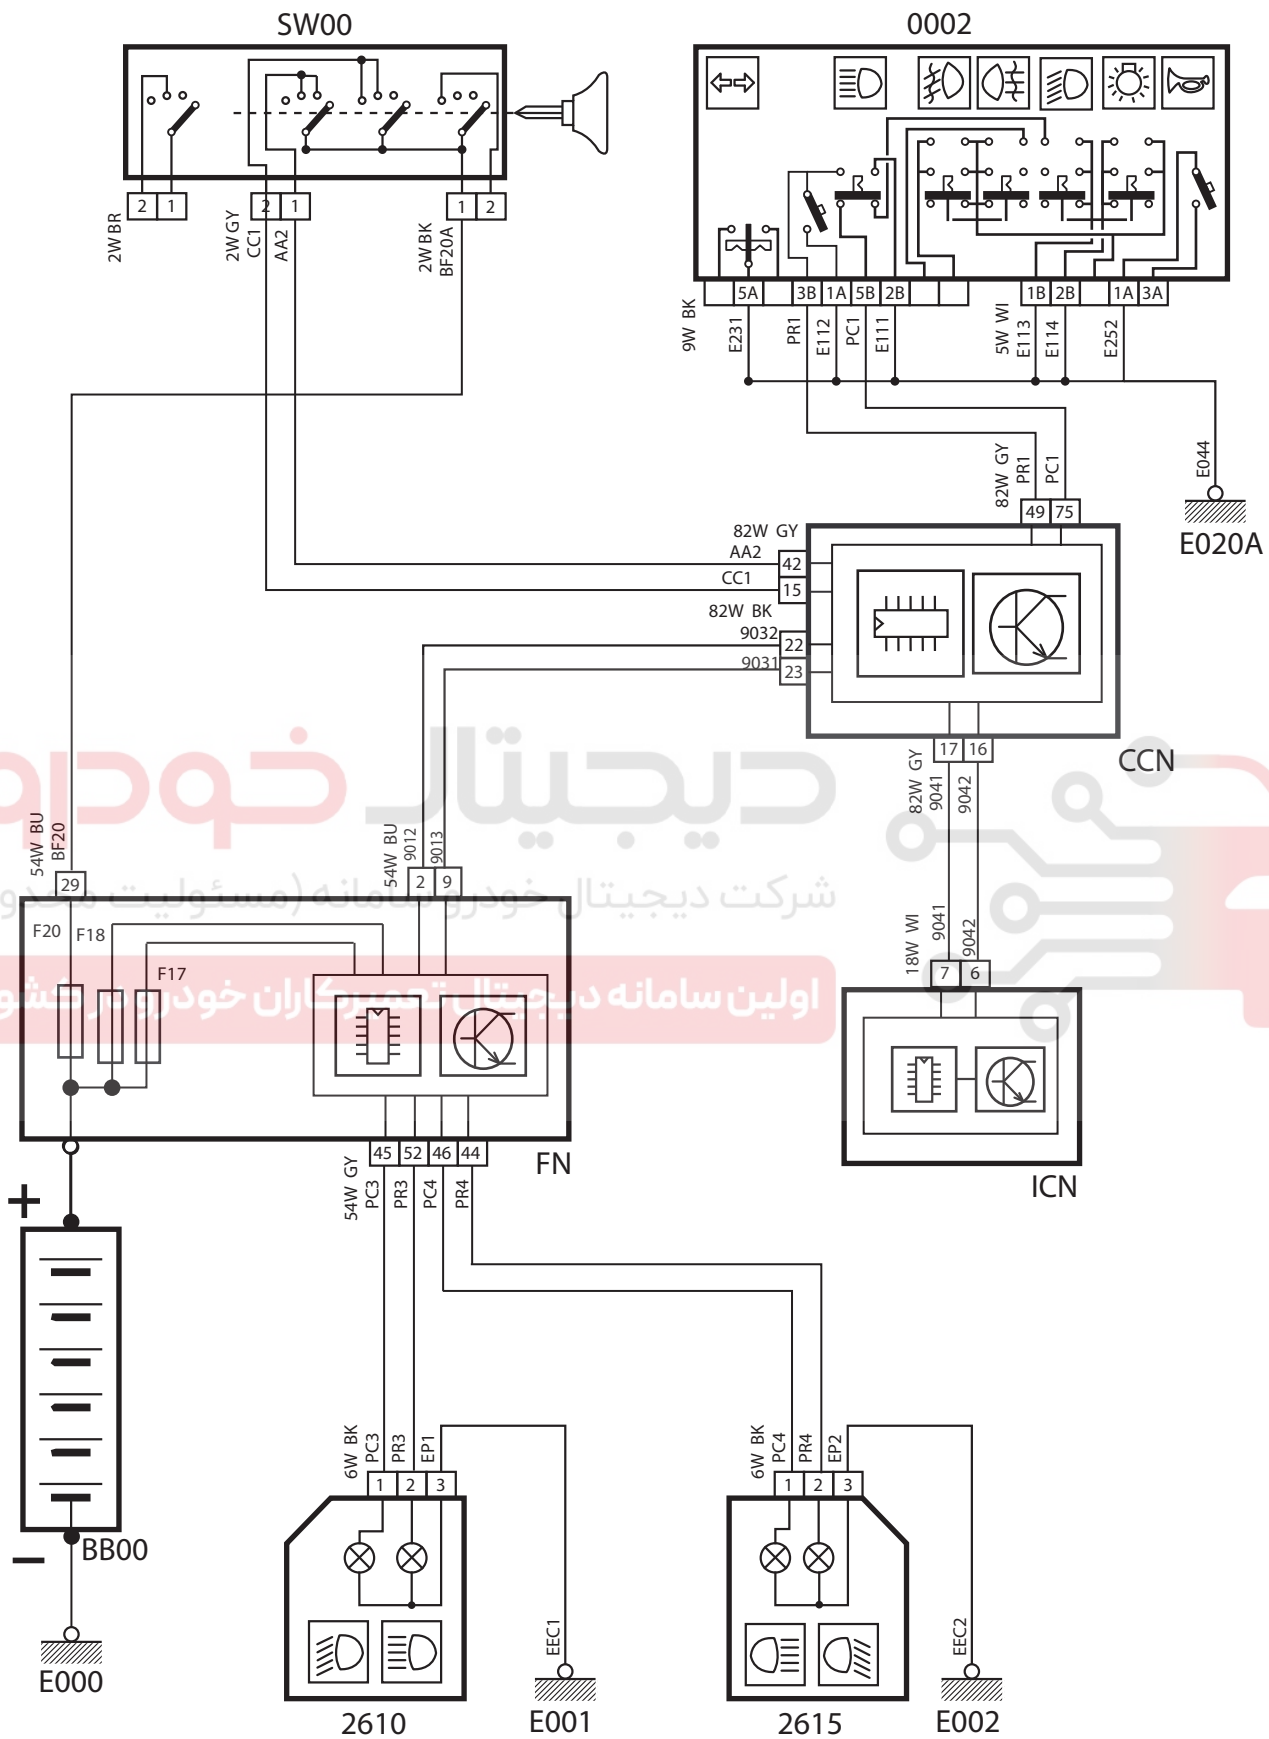 SW00
0002
2W BR
2
1
2W GY
CC1
2
AA2
1
2W BK
BF20A
1
2
9W BK
5A
3B
1A
5B
2B
1B
2B
1A
3A
E231
PR1
E112
PC1
E111
5W WI
E113
E114
E252
E044
E020A
82W GY
PR1
PC1
49
75
82W GY
AA2
42
CC1
15
82W BK
9032
22
9031
23
CCN
17
16
82W GY
9041
9042
دیجیتال خودرو
شرکت دیجیتال خودرو سامانه (مسئولیت محدو
اولین سامانه دیجیتال تعمیرکاران خودرو در کشو
54W BU
BF20
29
54W BU
9012
9013
2
9
F20
F18
F17
18W WI
9041
9042
7
6
ICN
FN
45
52
46
44
54W GY
PC3
PR3
PC4
PR4
+
−
BB00
E000
6W BK
PC3
PR3
EP1
1
2
3
EEC1
2610
E001
6W BK
PC4
PR4
EP2
1
2
3
EEC2
2615
E002